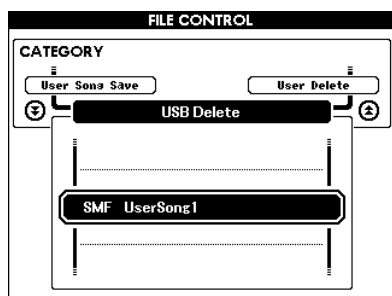 FILE CONTROL
CATEGORY
User Song Save User Delete
USB Delete
SMF UserSong1